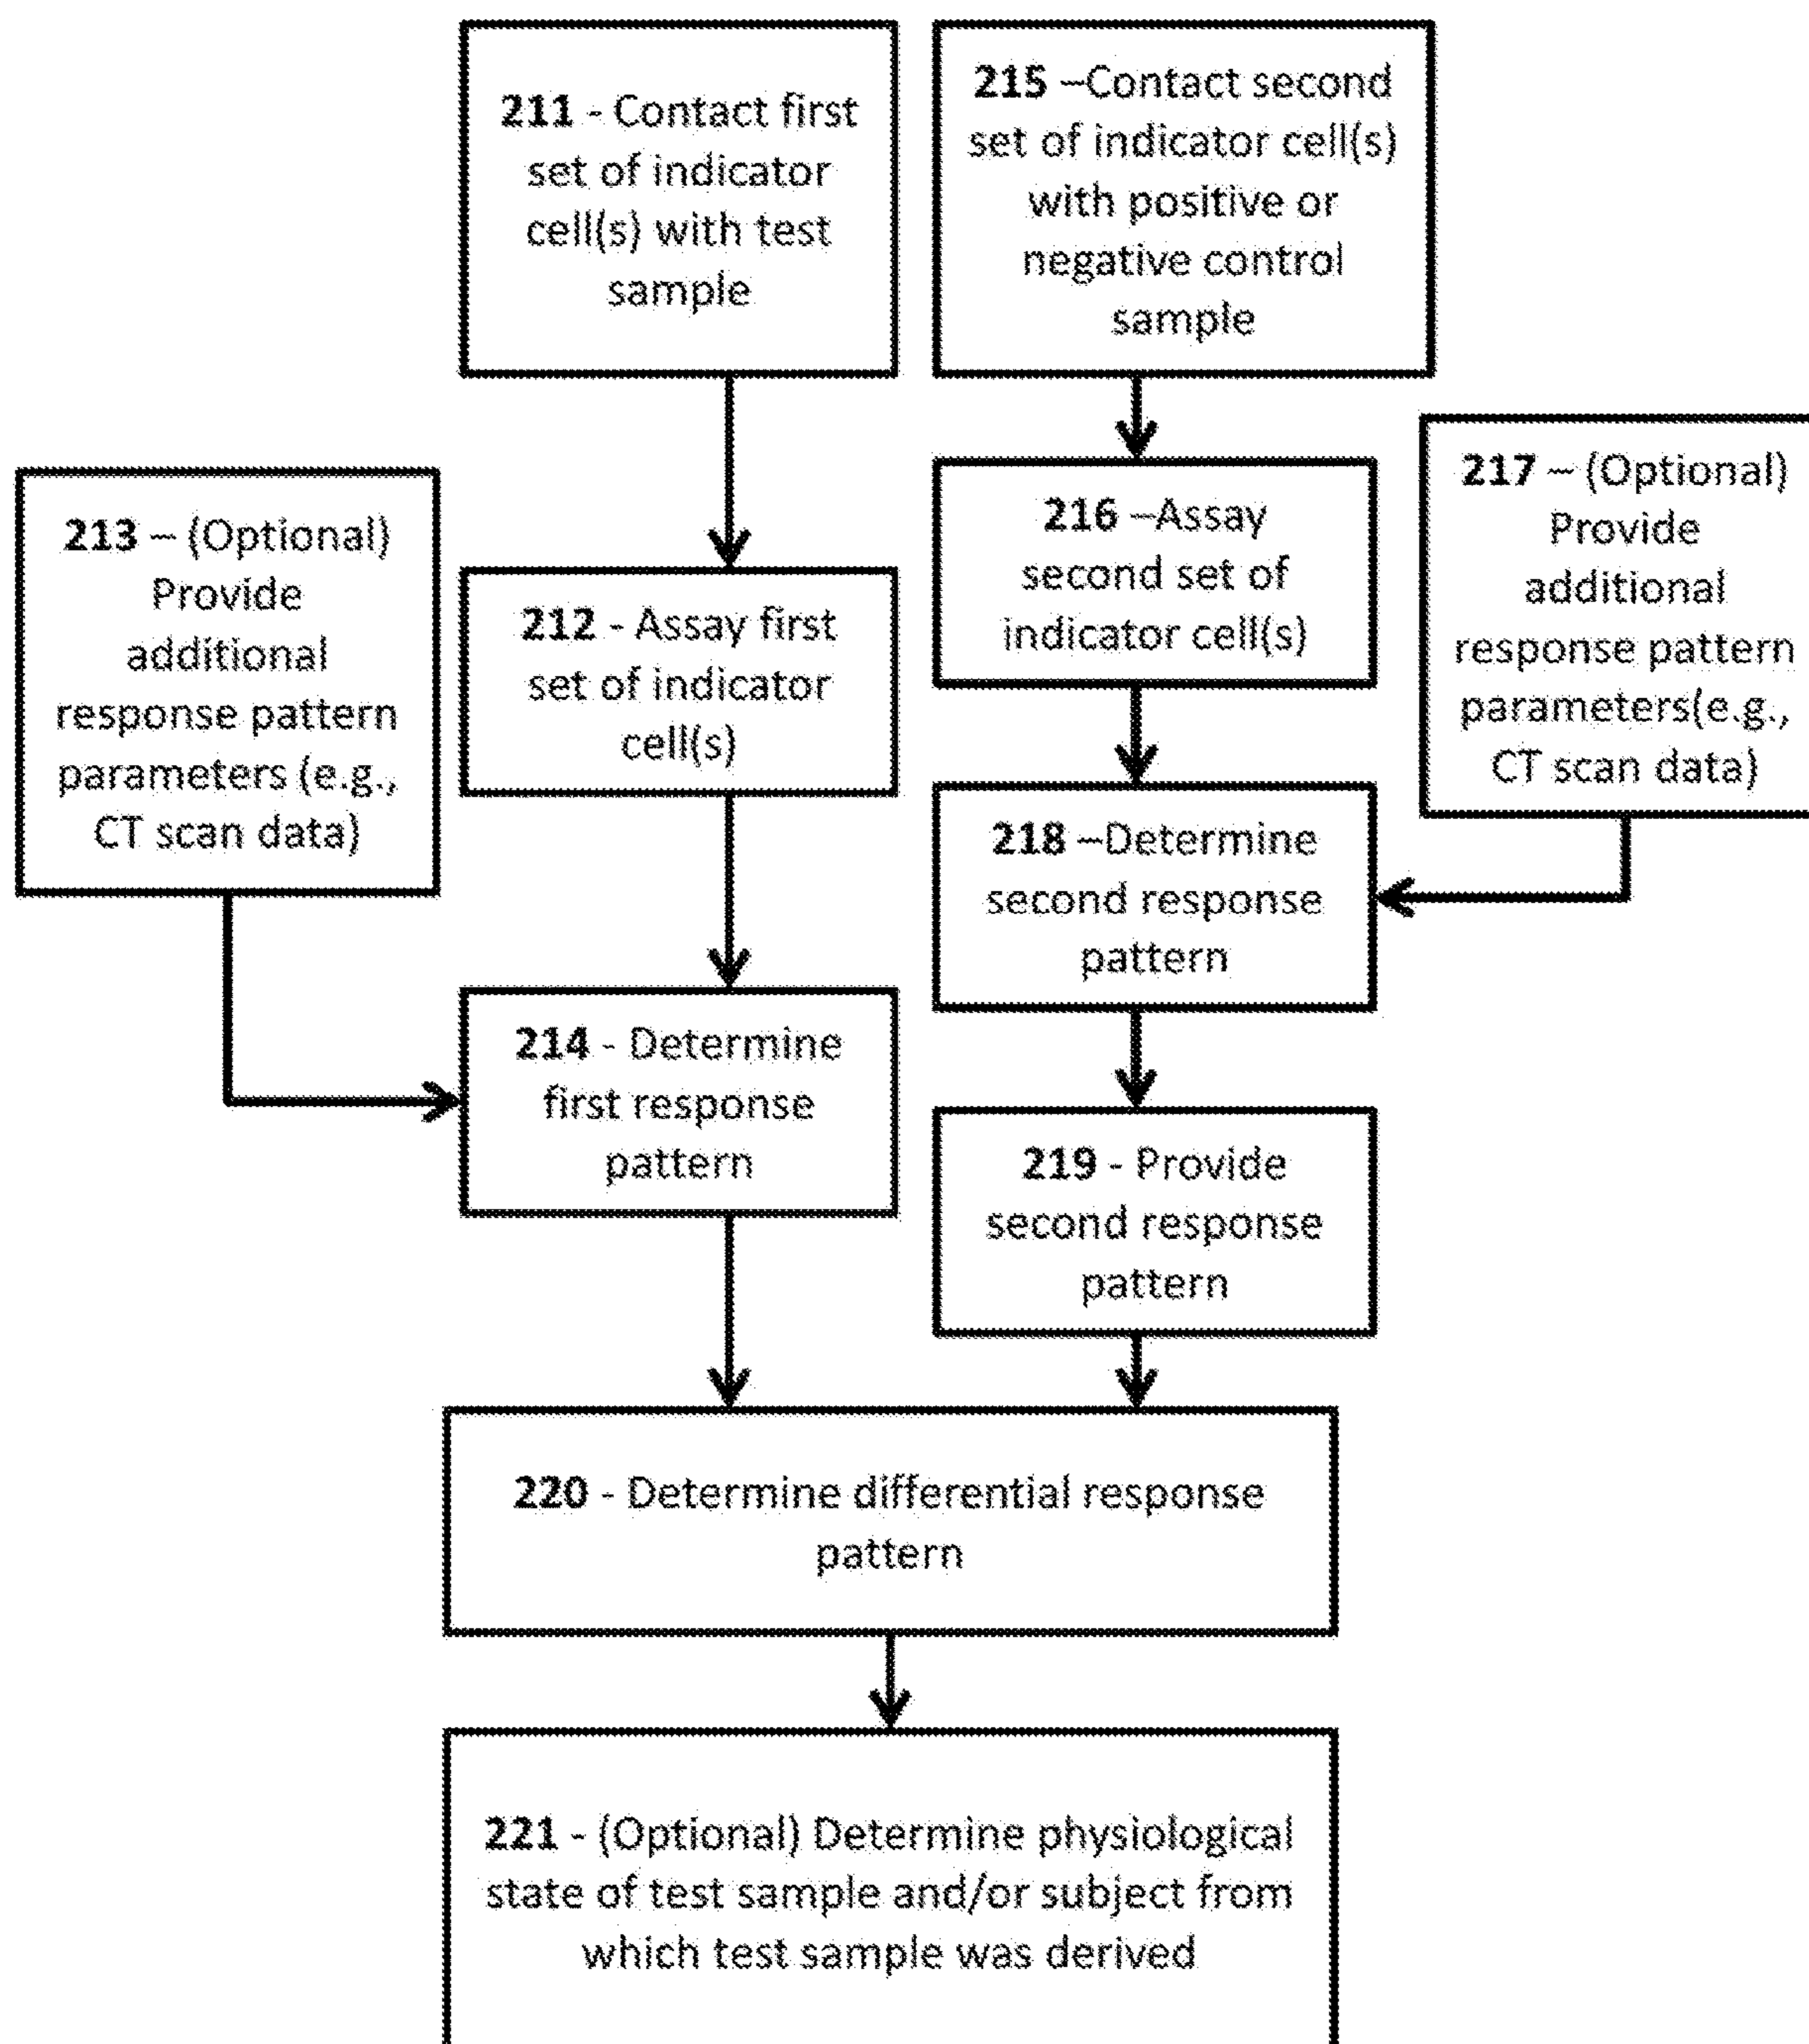 211 - Contact first
set of indicator
cell(s) with test
sample
215 –Contact second
set of indicator cell(s)
with positive or
negative control
sample
213 – (Optional)
Provide
additional
response pattern
parameters (e.g.,
CT scan data)
212 - Assay first
set of indicator
cell(s)
216 –Assay
second set of
indicator cell(s)
217 – (Optional)
Provide
additional
response pattern
parameters(e.g.,
CT scan data)
218 –Determine
second response
pattern
214 - Determine
first response
pattern
219 - Provide
second response
pattern
220 - Determine differential response
pattern
221 - (Optional) Determine physiological
state of test sample and/or subject from
which test sample was derived